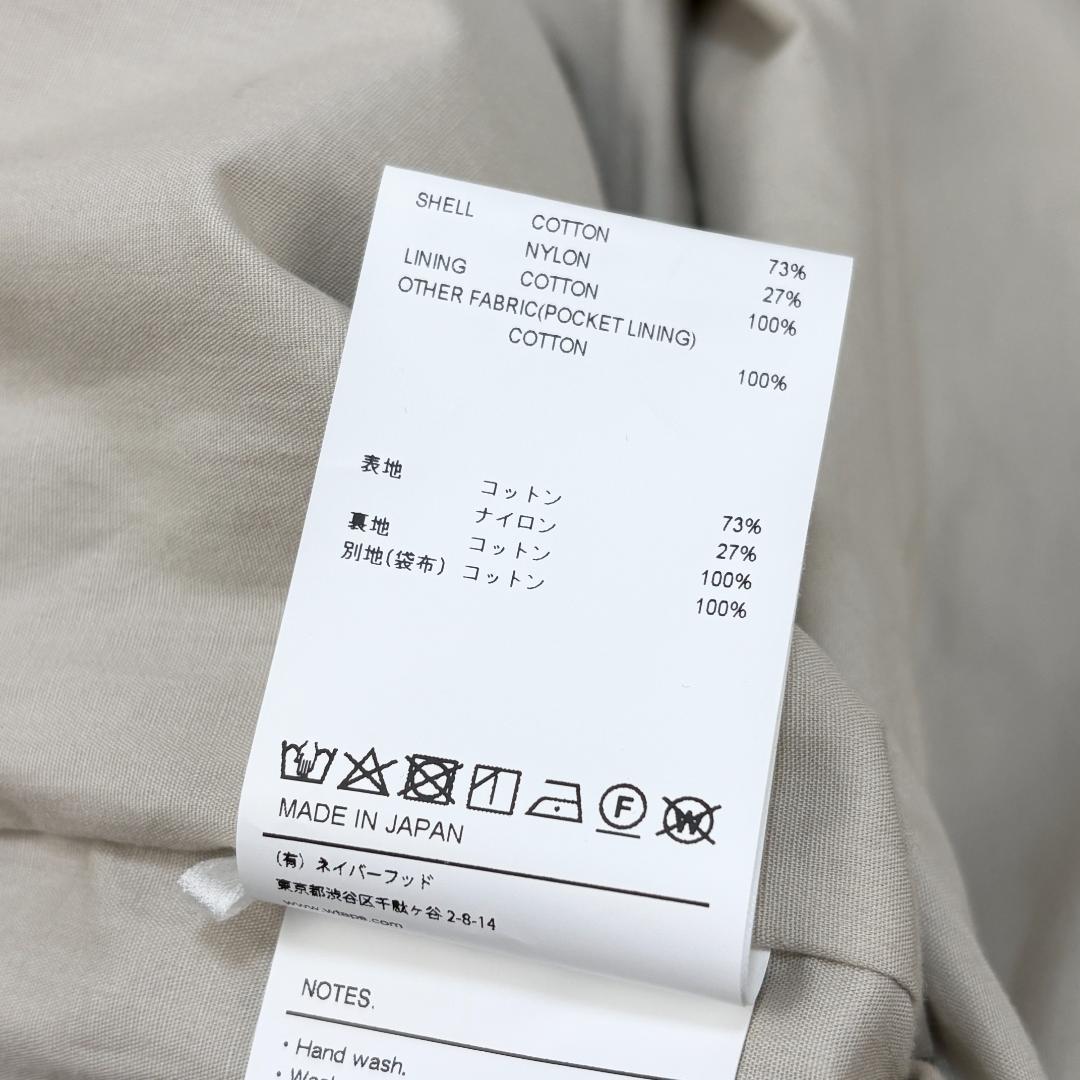 SHELL COTTON 73%
NYLON 27%
LINING COTTON 100%
OTHER FABRIC(POCKET LINING)
COTTON 100%
表地 コットン 73%
ナイロン 27%
裏地 コットン 100%
別地(袋布) コットン 100%
F W
MADE IN JAPAN
(有) ネイバーフッド
東京都渋谷区千駄ヶ谷 2-8-14
www.wtaps.com
NOTES.
・Hand wash.